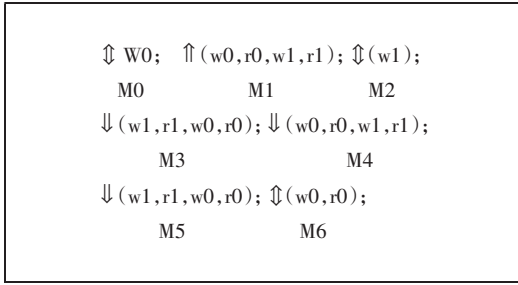 ⇕ W0; ⇑(w0,r0,w1,r1); ⇕(w1);
M0 M1 M2
⇓(w1,r1,w0,r0); ⇓(w0,r0,w1,r1);
M3 M4
⇓(w1,r1,w0,r0); ⇕(w0,r0);
M5 M6